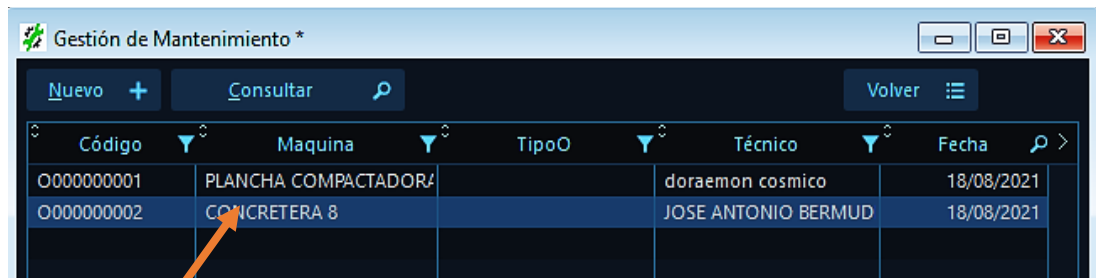 Gestión de Mantenimiento *
Nuevo Consultar Volver
Código Maquina TipoO Técnico Fecha
O000000001 PLANCHA COMPACTADORA doraemon cosmico 18/08/2021
O000000002 CONCRETERA 8 JOSE ANTONIO BERMUD 18/08/2021